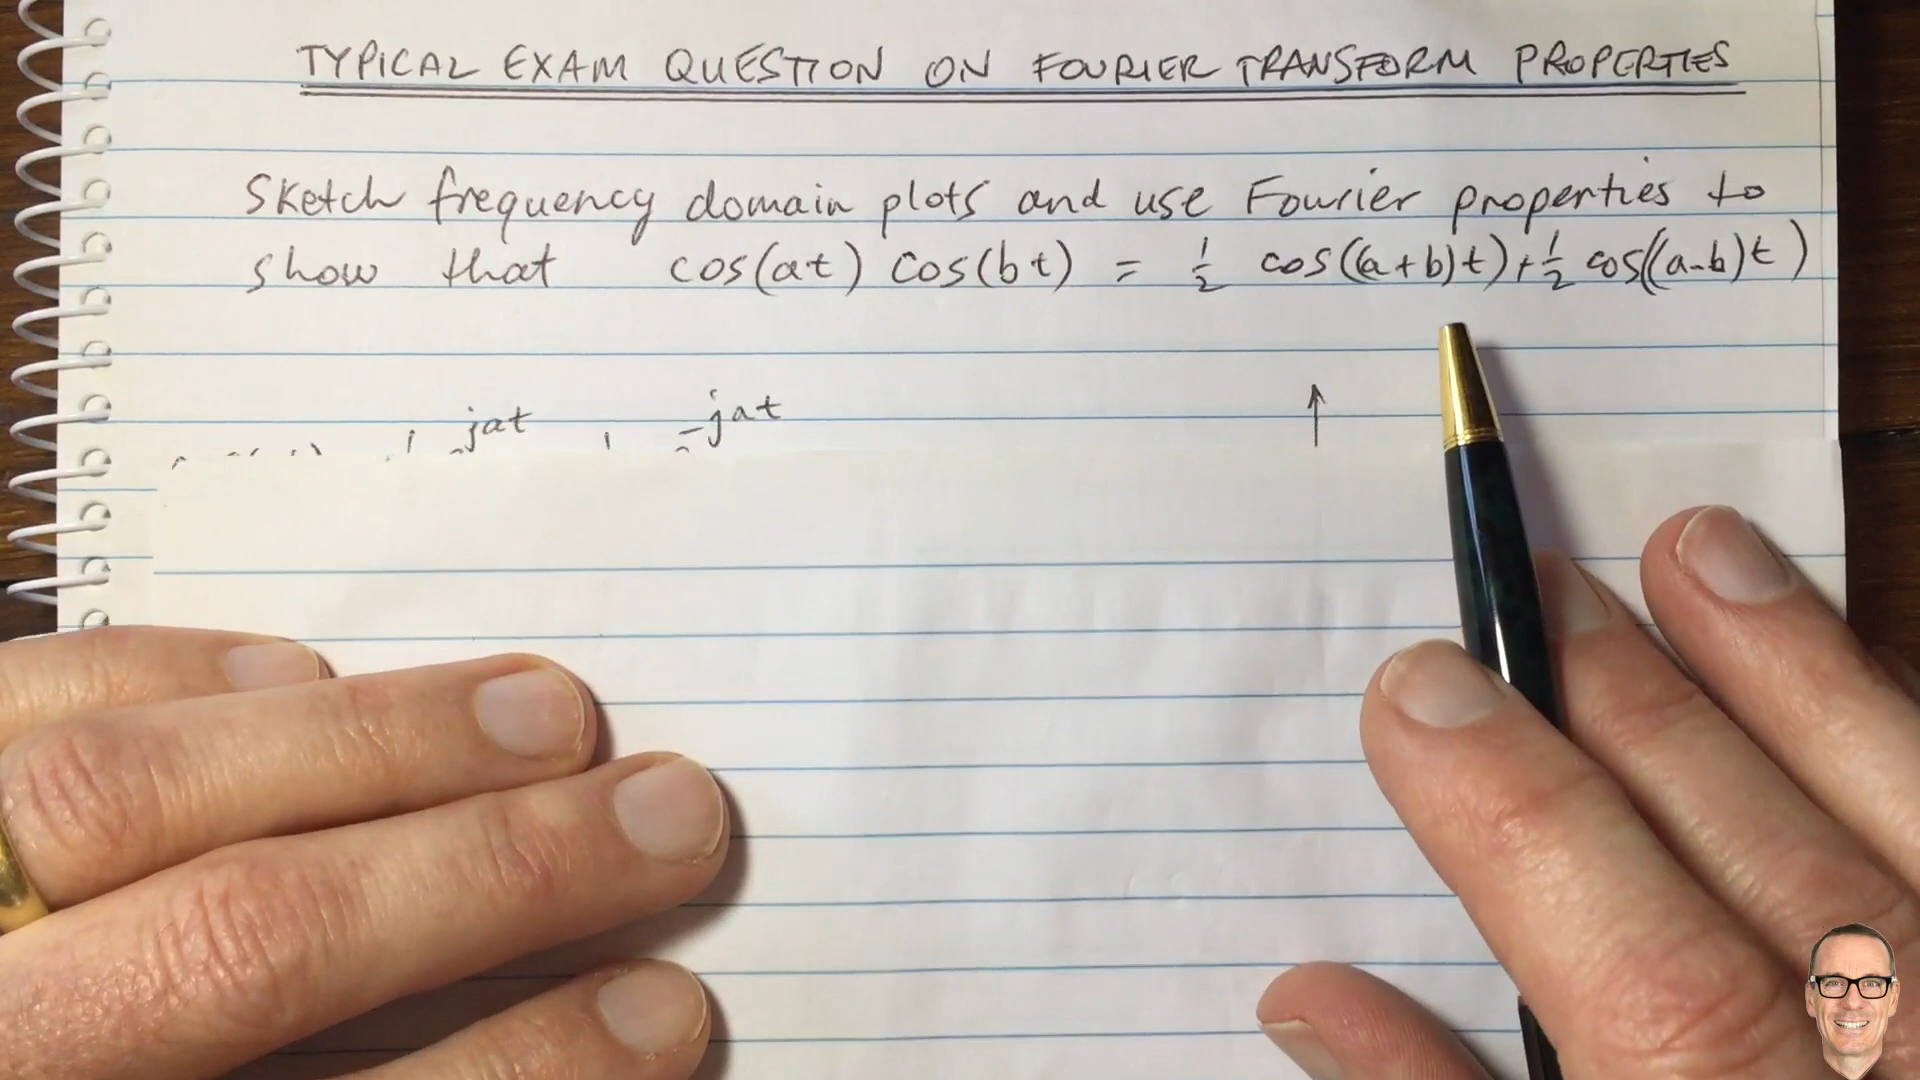 TYPICAL EXAM QUESTION ON FOURIER TRANSFORM PROPERTIES
Sketch frequency domain plots and use Fourier properties to
show that cos(at) cos(bt) = ½ cos((a+b)t)+½ cos((a-b)t)
jat -jat